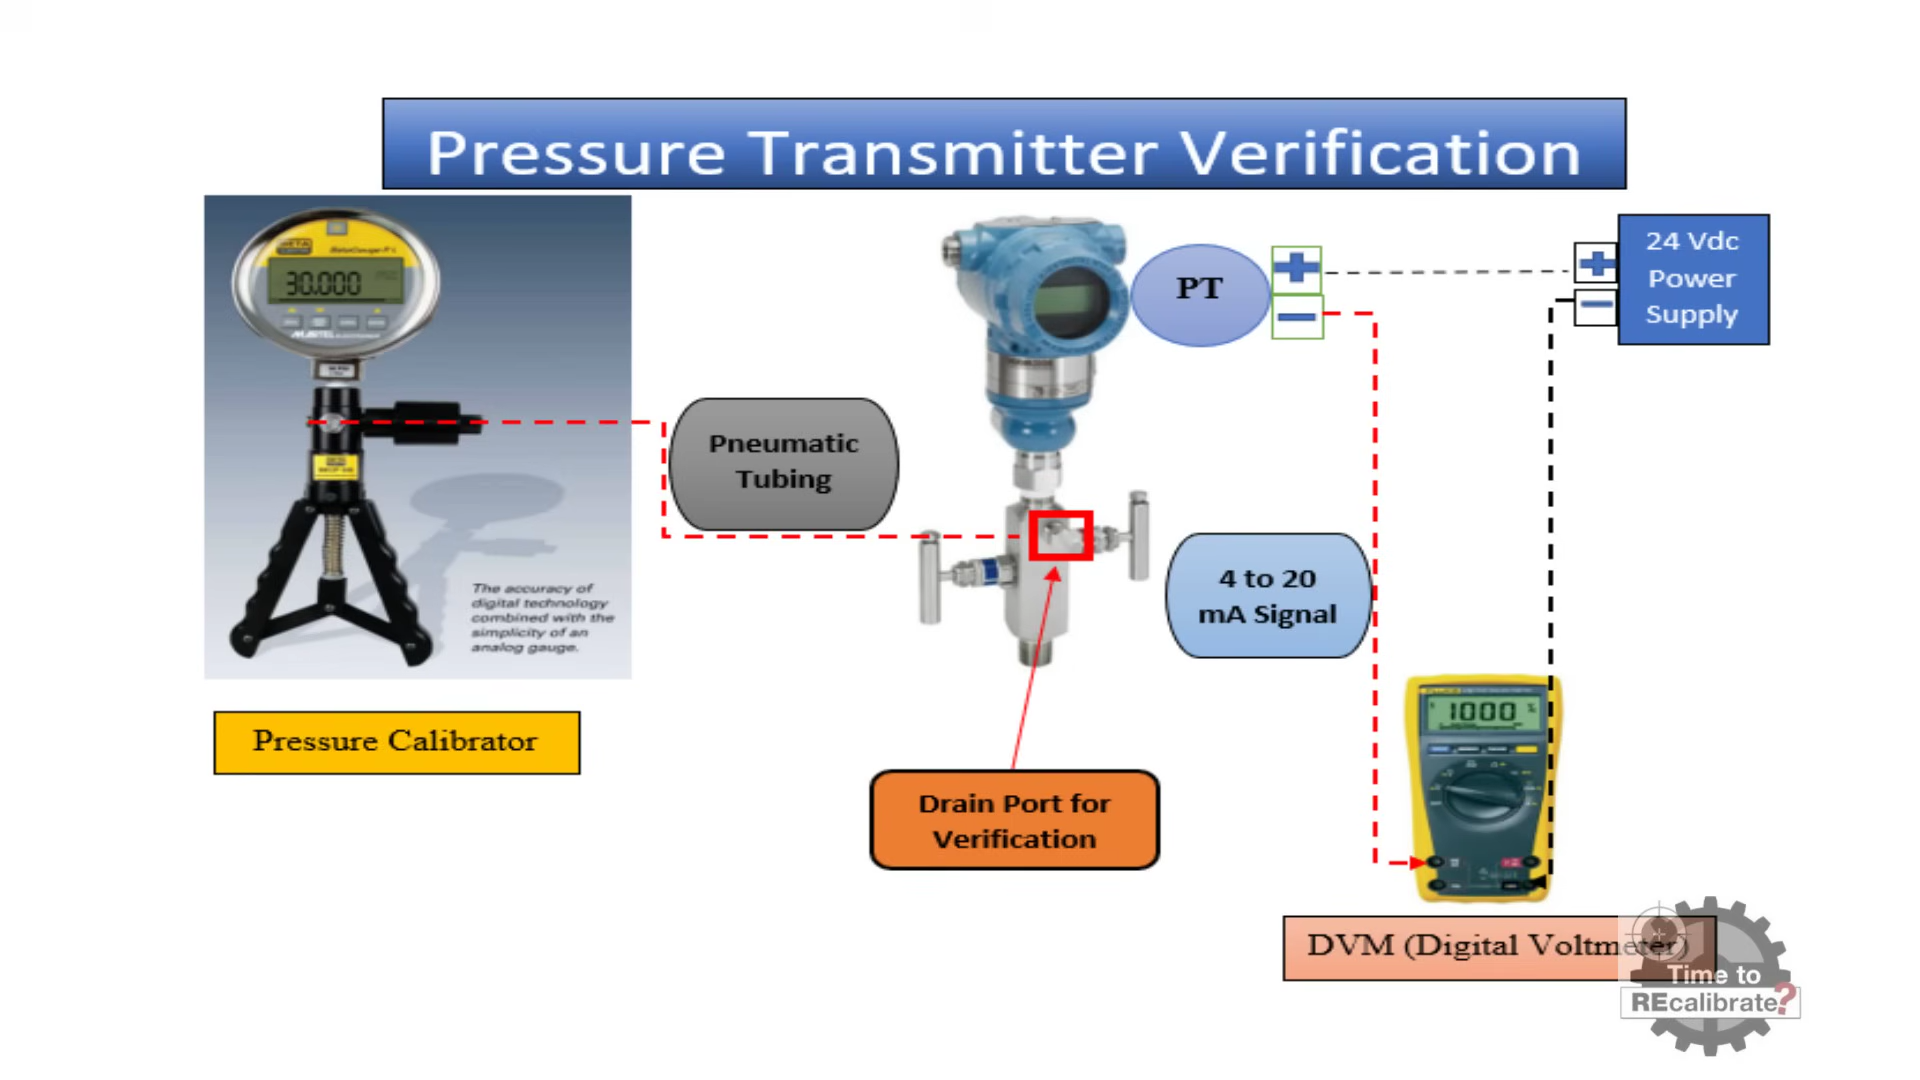 Pressure Transmitter Verification
30.000
The accuracy of
digital technology
combined with the
simplicity of an
analog gauge.
Pressure Calibrator
Pneumatic
Tubing
PT
+
−
+
−
24 Vdc
Power
Supply
4 to 20
mA Signal
Drain Port for
Verification
1000
DVM (Digital Voltmeter)
Time to
REcalibrate?